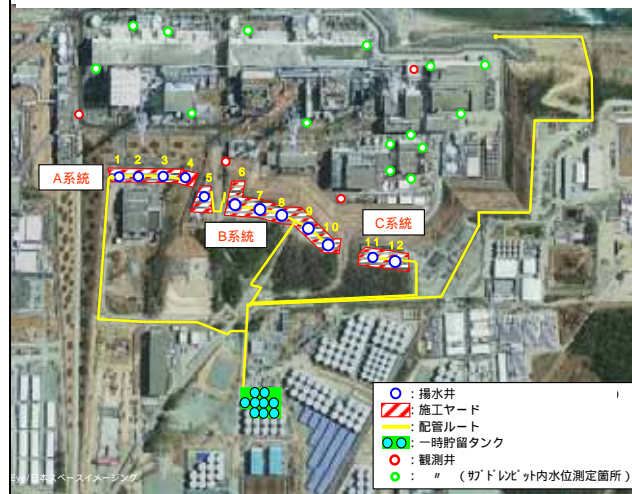 1 2 3 4
A系統
5
6
7 8 9 10
B系統
C系統
11 12
：揚水井
：施工ヤード
：配管ルート
：一時貯留タンク
：観測井
： 〃 （ｻﾌﾞﾄﾞﾚﾝﾋﾟｯﾄ内水位測定箇所）
Eye/日本スペースイメージング